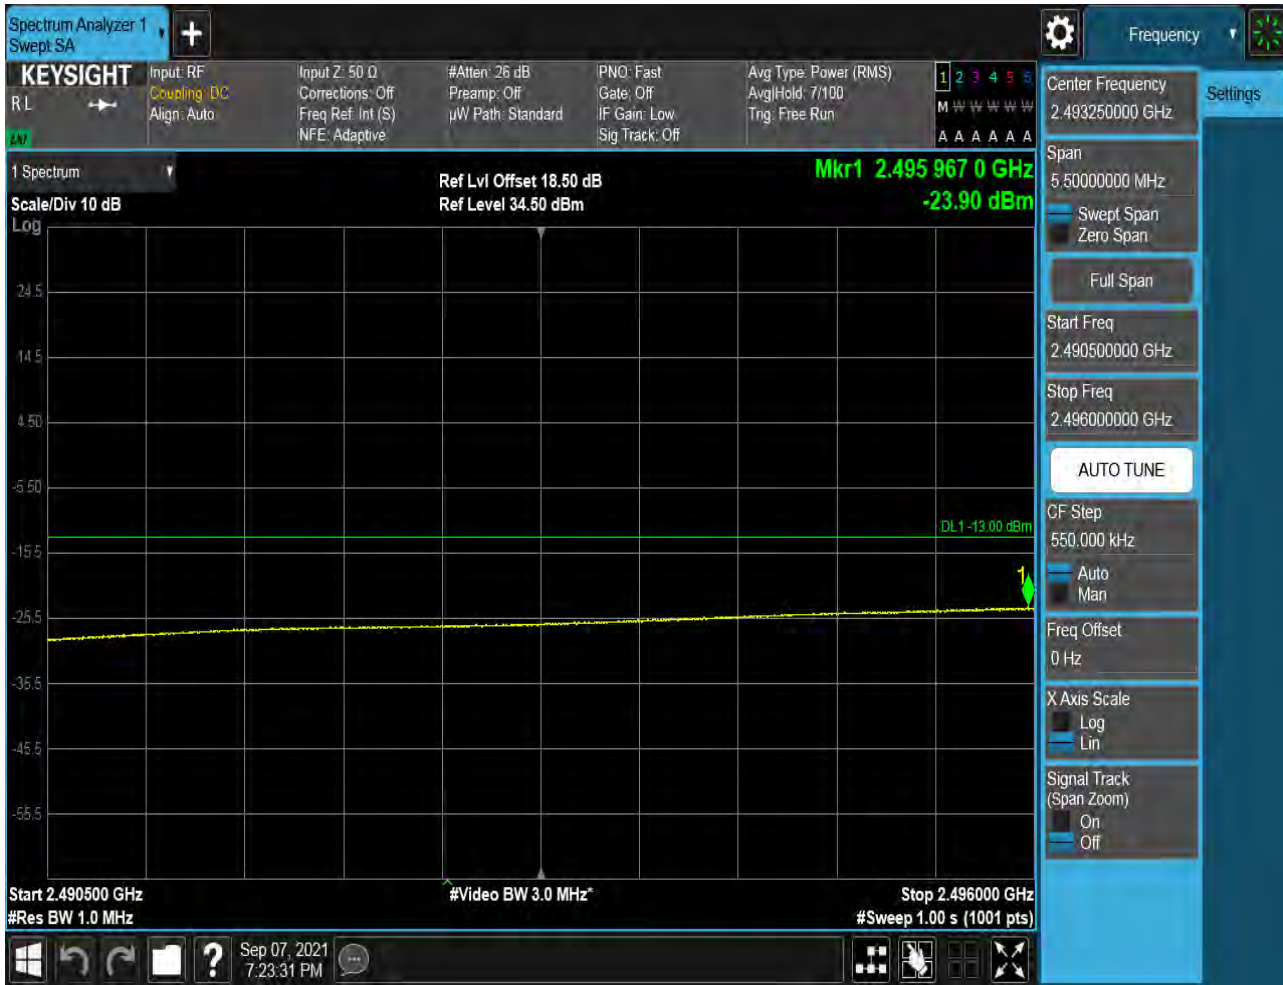 Spectrum Analyzer 1
Swept SA
Frequency
KEYSIGHT
R L
LNI
Input: RF
Coupling: DC
Align: Auto
Input Z: 50 Ω
Corrections: Off
Freq Ref: Int (S)
NFE: Adaptive
#Atten: 26 dB
Preamp: Off
µW Path: Standard
PNO: Fast
Gate: Off
IF Gain: Low
Sig Track: Off
Avg Type: Power (RMS)
Avg|Hold: 7/100
Trig: Free Run
1 2 3 4 5 6
M W W W W W
A A A A A A
1 Spectrum
Scale/Div 10 dB
Log
Ref Lvl Offset 18.50 dB
Ref Level 34.50 dBm
Mkr1 2.495 967 0 GHz
-23.90 dBm
24.5
14.5
4.50
-5.50
-15.5
-25.5
-35.5
-45.5
-55.5
DL1 -13.00 dBm
1
Start 2.490500 GHz
#Res BW 1.0 MHz
#Video BW 3.0 MHz*
Stop 2.496000 GHz
#Sweep 1.00 s (1001 pts)
Sep 07, 2021
7:23:31 PM
Center Frequency
2.493250000 GHz
Span
5.50000000 MHz
Swept Span
Zero Span
Full Span
Start Freq
2.490500000 GHz
Stop Freq
2.496000000 GHz
AUTO TUNE
CF Step
550.000 kHz
Auto
Man
Freq Offset
0 Hz
X Axis Scale
Log
Lin
Signal Track
(Span Zoom)
On
Off
Settings